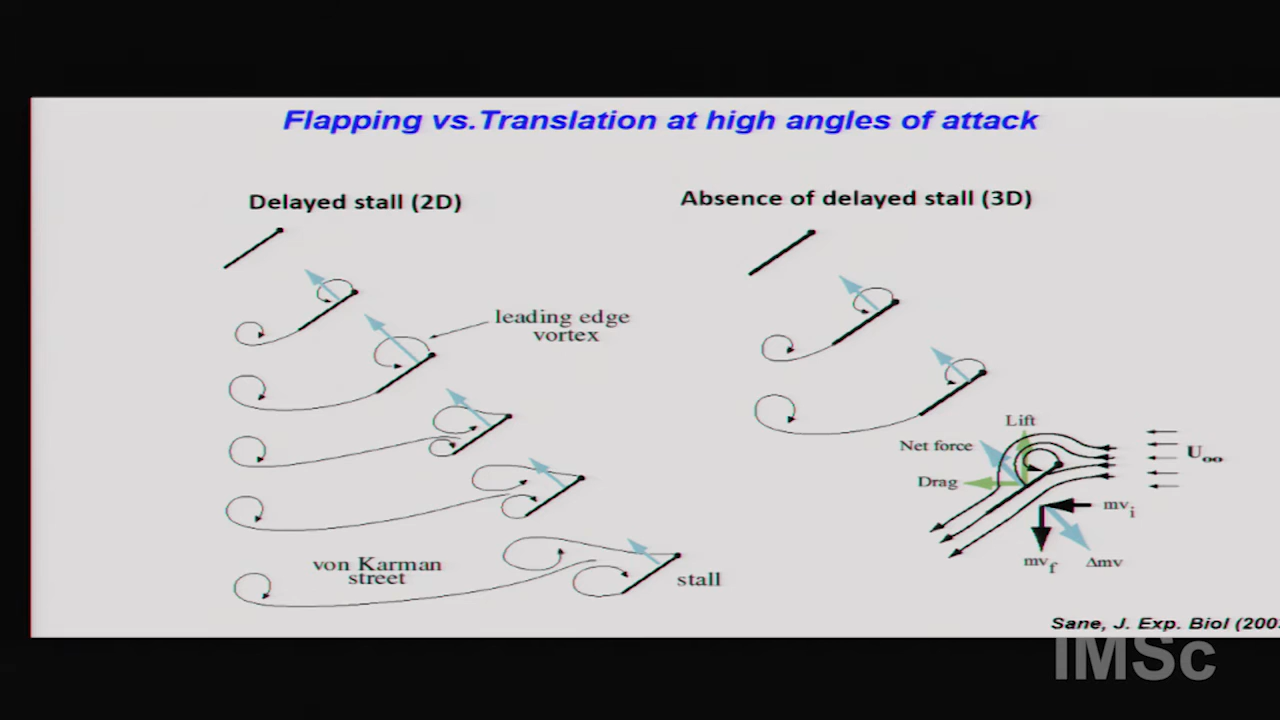 Flapping vs.Translation at high angles of attack
Delayed stall (2D)
Absence of delayed stall (3D)
leading edge
vortex
von Karman
street
stall
Lift
Net force
Drag
U∞
mvi
mvf
Δmv
Sane, J. Exp. Biol (200
IMSc